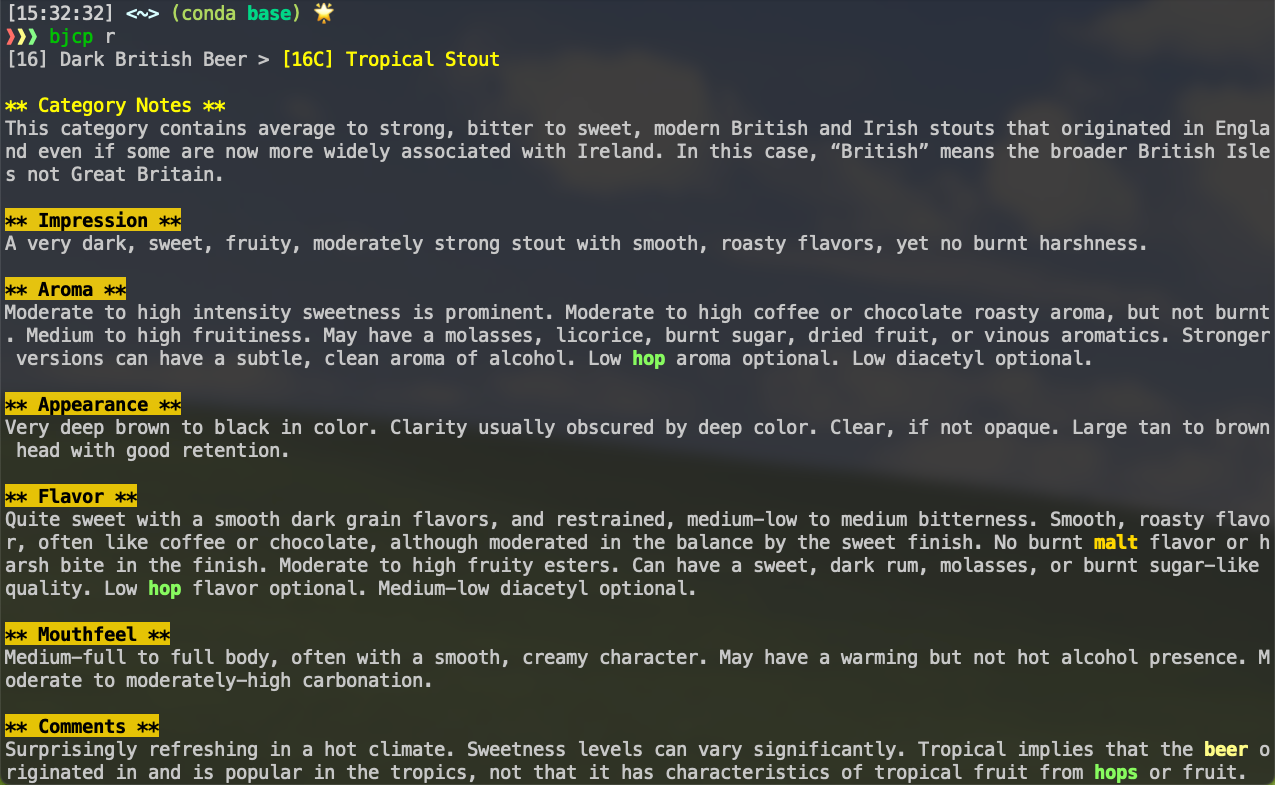 [15:32:32] <~> (conda base) 🌟
❯❯❯ bjcp r
[16] Dark British Beer > [16C] Tropical Stout
** Category Notes **
This category contains average to strong, bitter to sweet, modern British and Irish stouts that originated in Engla
nd even if some are now more widely associated with Ireland. In this case, “British” means the broader British Isle
s not Great Britain.
** Impression **
A very dark, sweet, fruity, moderately strong stout with smooth, roasty flavors, yet no burnt harshness.
** Aroma **
Moderate to high intensity sweetness is prominent. Moderate to high coffee or chocolate roasty aroma, but not burnt
. Medium to high fruitiness. May have a molasses, licorice, burnt sugar, dried fruit, or vinous aromatics. Stronger
 versions can have a subtle, clean aroma of alcohol. Low hop aroma optional. Low diacetyl optional.
** Appearance **
Very deep brown to black in color. Clarity usually obscured by deep color. Clear, if not opaque. Large tan to brown
 head with good retention.
** Flavor **
Quite sweet with a smooth dark grain flavors, and restrained, medium-low to medium bitterness. Smooth, roasty flavo
r, often like coffee or chocolate, although moderated in the balance by the sweet finish. No burnt malt flavor or h
arsh bite in the finish. Moderate to high fruity esters. Can have a sweet, dark rum, molasses, or burnt sugar-like
quality. Low hop flavor optional. Medium-low diacetyl optional.
** Mouthfeel **
Medium-full to full body, often with a smooth, creamy character. May have a warming but not hot alcohol presence. M
oderate to moderately-high carbonation.
** Comments **
Surprisingly refreshing in a hot climate. Sweetness levels can vary significantly. Tropical implies that the beer o
riginated in and is popular in the tropics, not that it has characteristics of tropical fruit from hops or fruit.